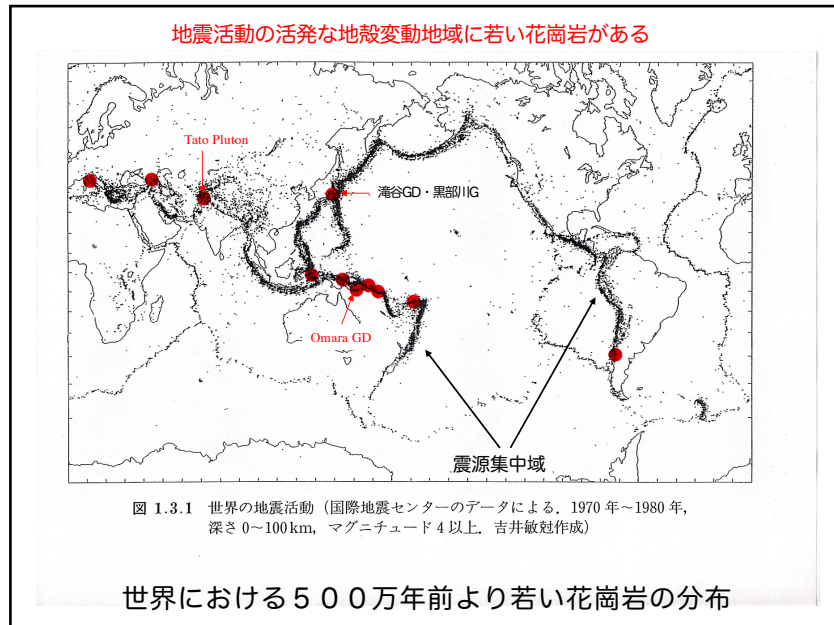 地震活動の活発な地殻変動地域に若い花崗岩がある
Tato Pluton
滝谷GD・黒部川G
Omara GD
震源集中域
図 1.3.1 世界の地震活動（国際地震センターのデータによる．1970 年～1980 年，
深さ 0～100 km，マグニチュード 4 以上．吉井敏尅作成）
世界における５００万年前より若い花崗岩の分布